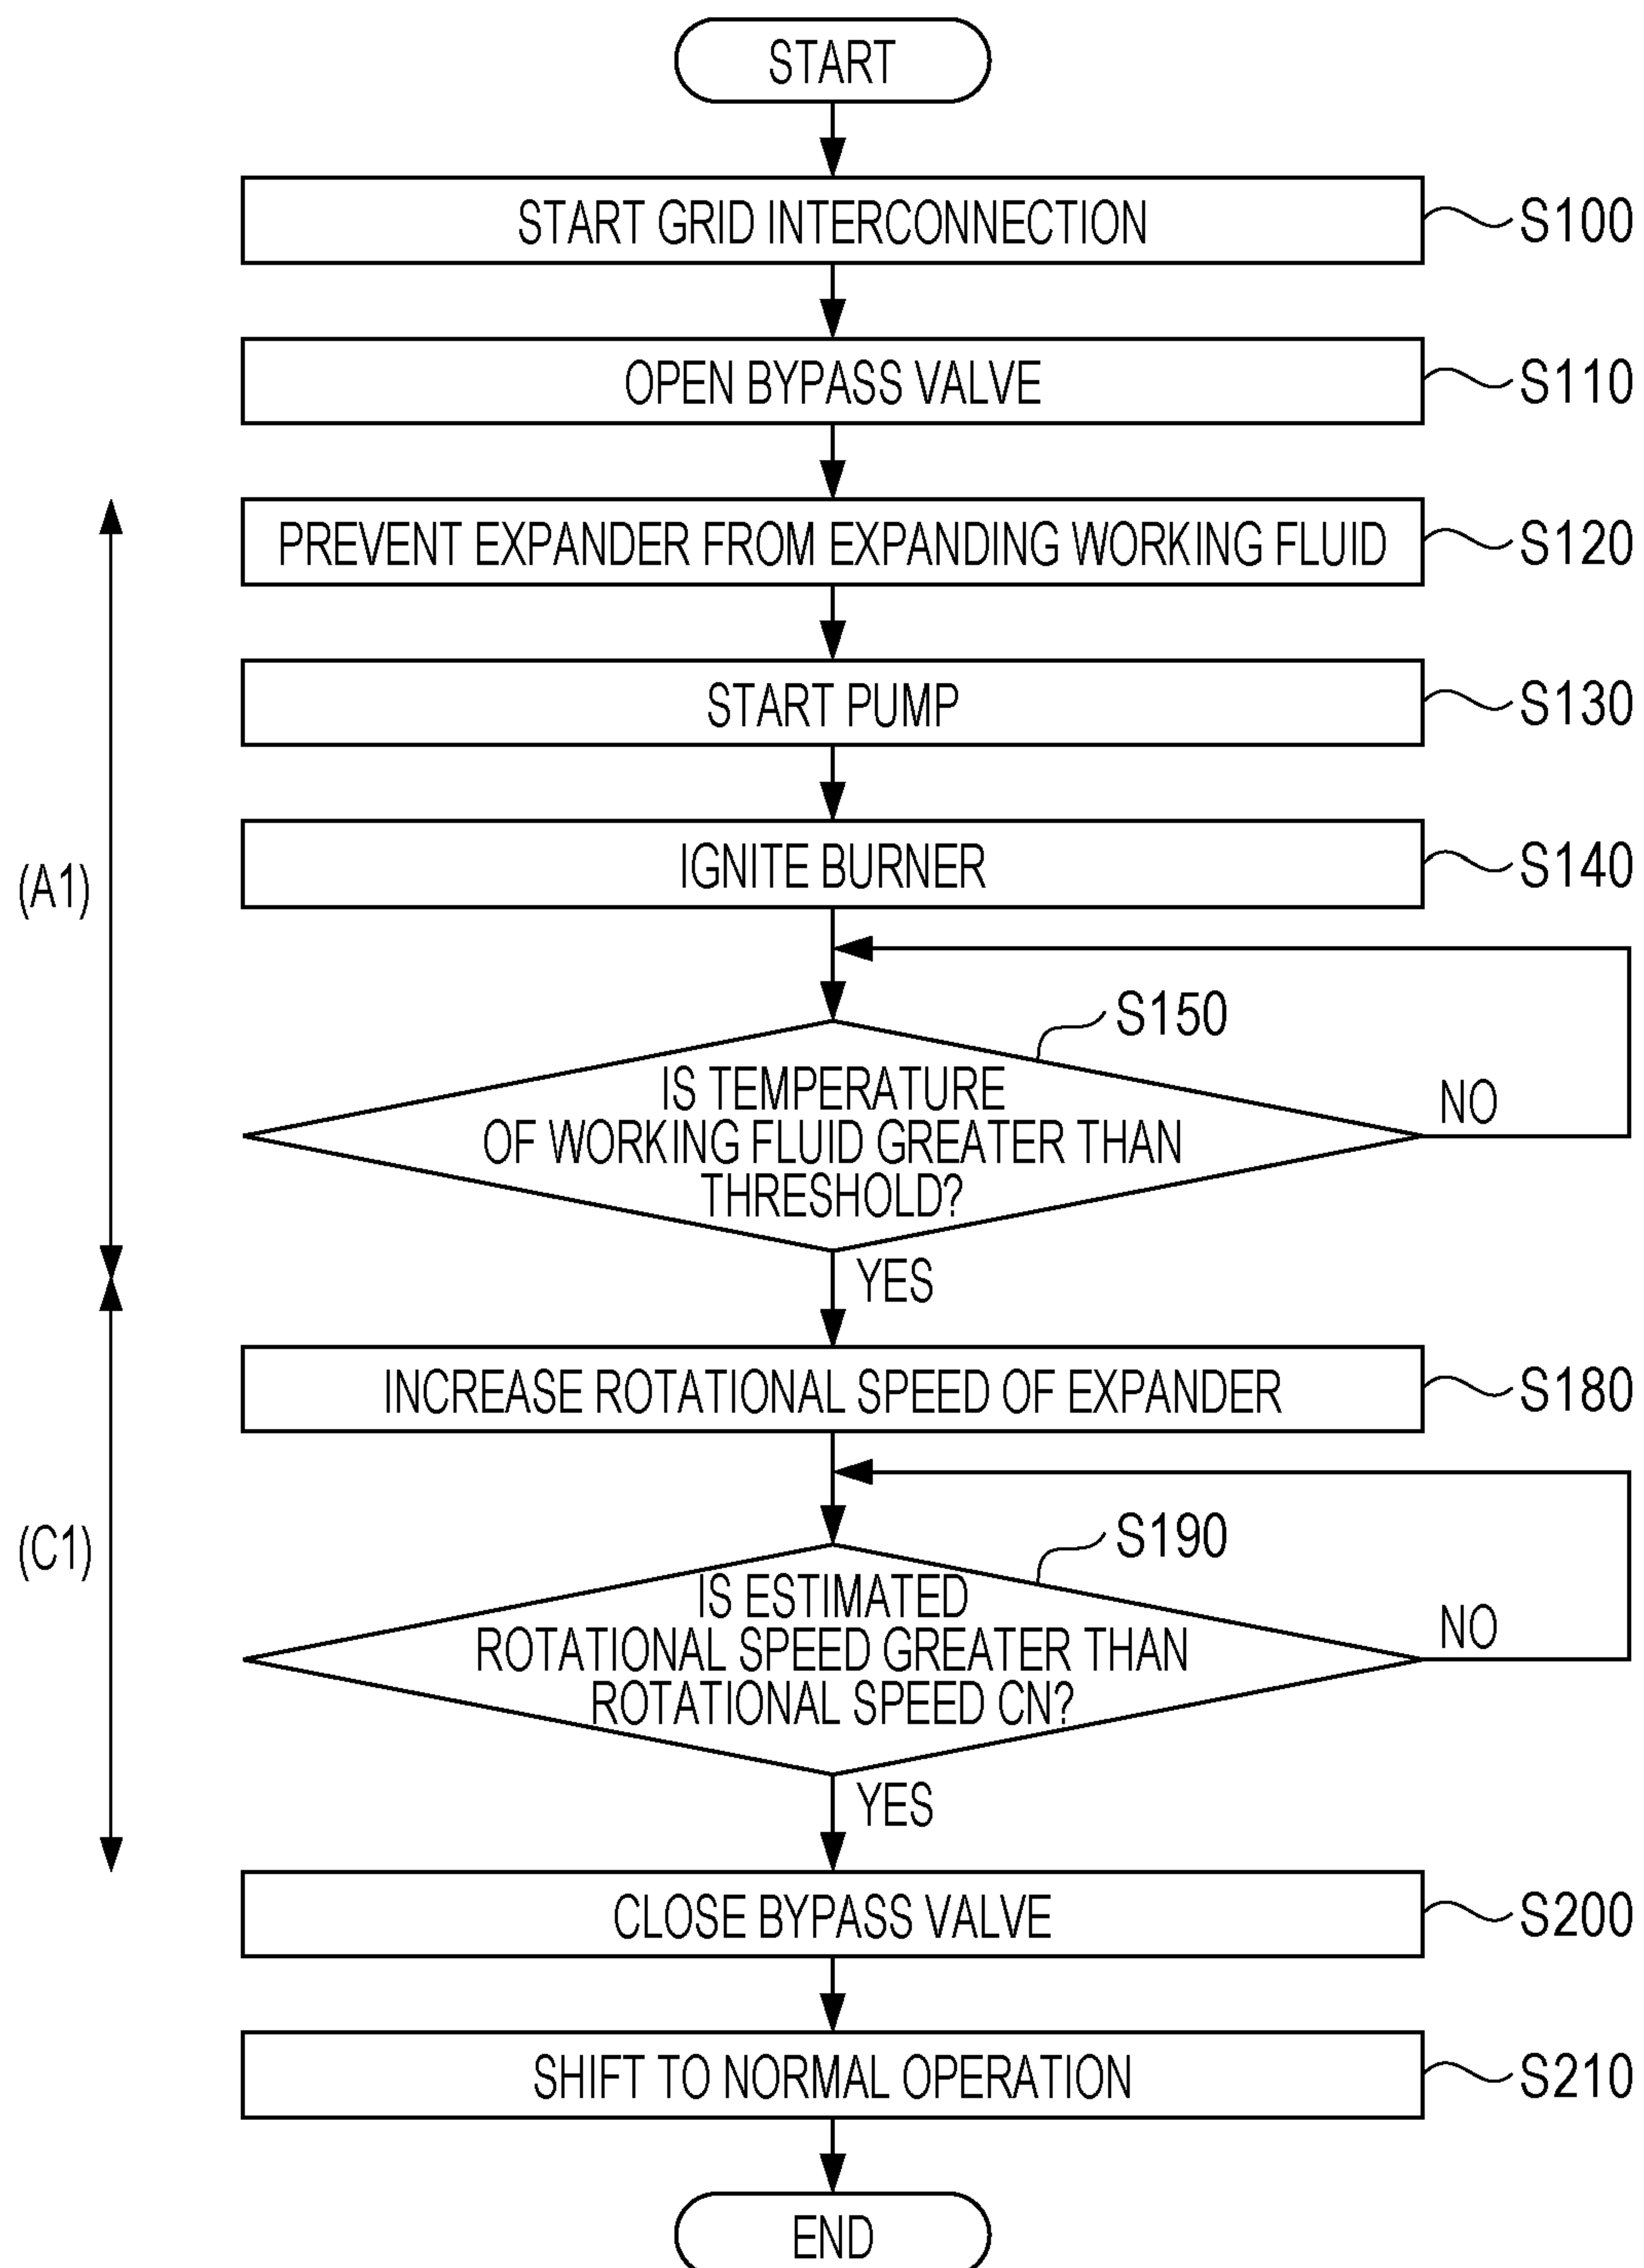 START
START GRID INTERCONNECTION
S100
OPEN BYPASS VALVE
S110
PREVENT EXPANDER FROM EXPANDING WORKING FLUID
S120
START PUMP
S130
(A1)
IGNITE BURNER
S140
S150
IS TEMPERATURE
OF WORKING FLUID GREATER THAN
THRESHOLD?
NO
YES
INCREASE ROTATIONAL SPEED OF EXPANDER
S180
(C1)
S190
IS ESTIMATED
ROTATIONAL SPEED GREATER THAN
ROTATIONAL SPEED CN?
NO
YES
CLOSE BYPASS VALVE
S200
SHIFT TO NORMAL OPERATION
S210
END